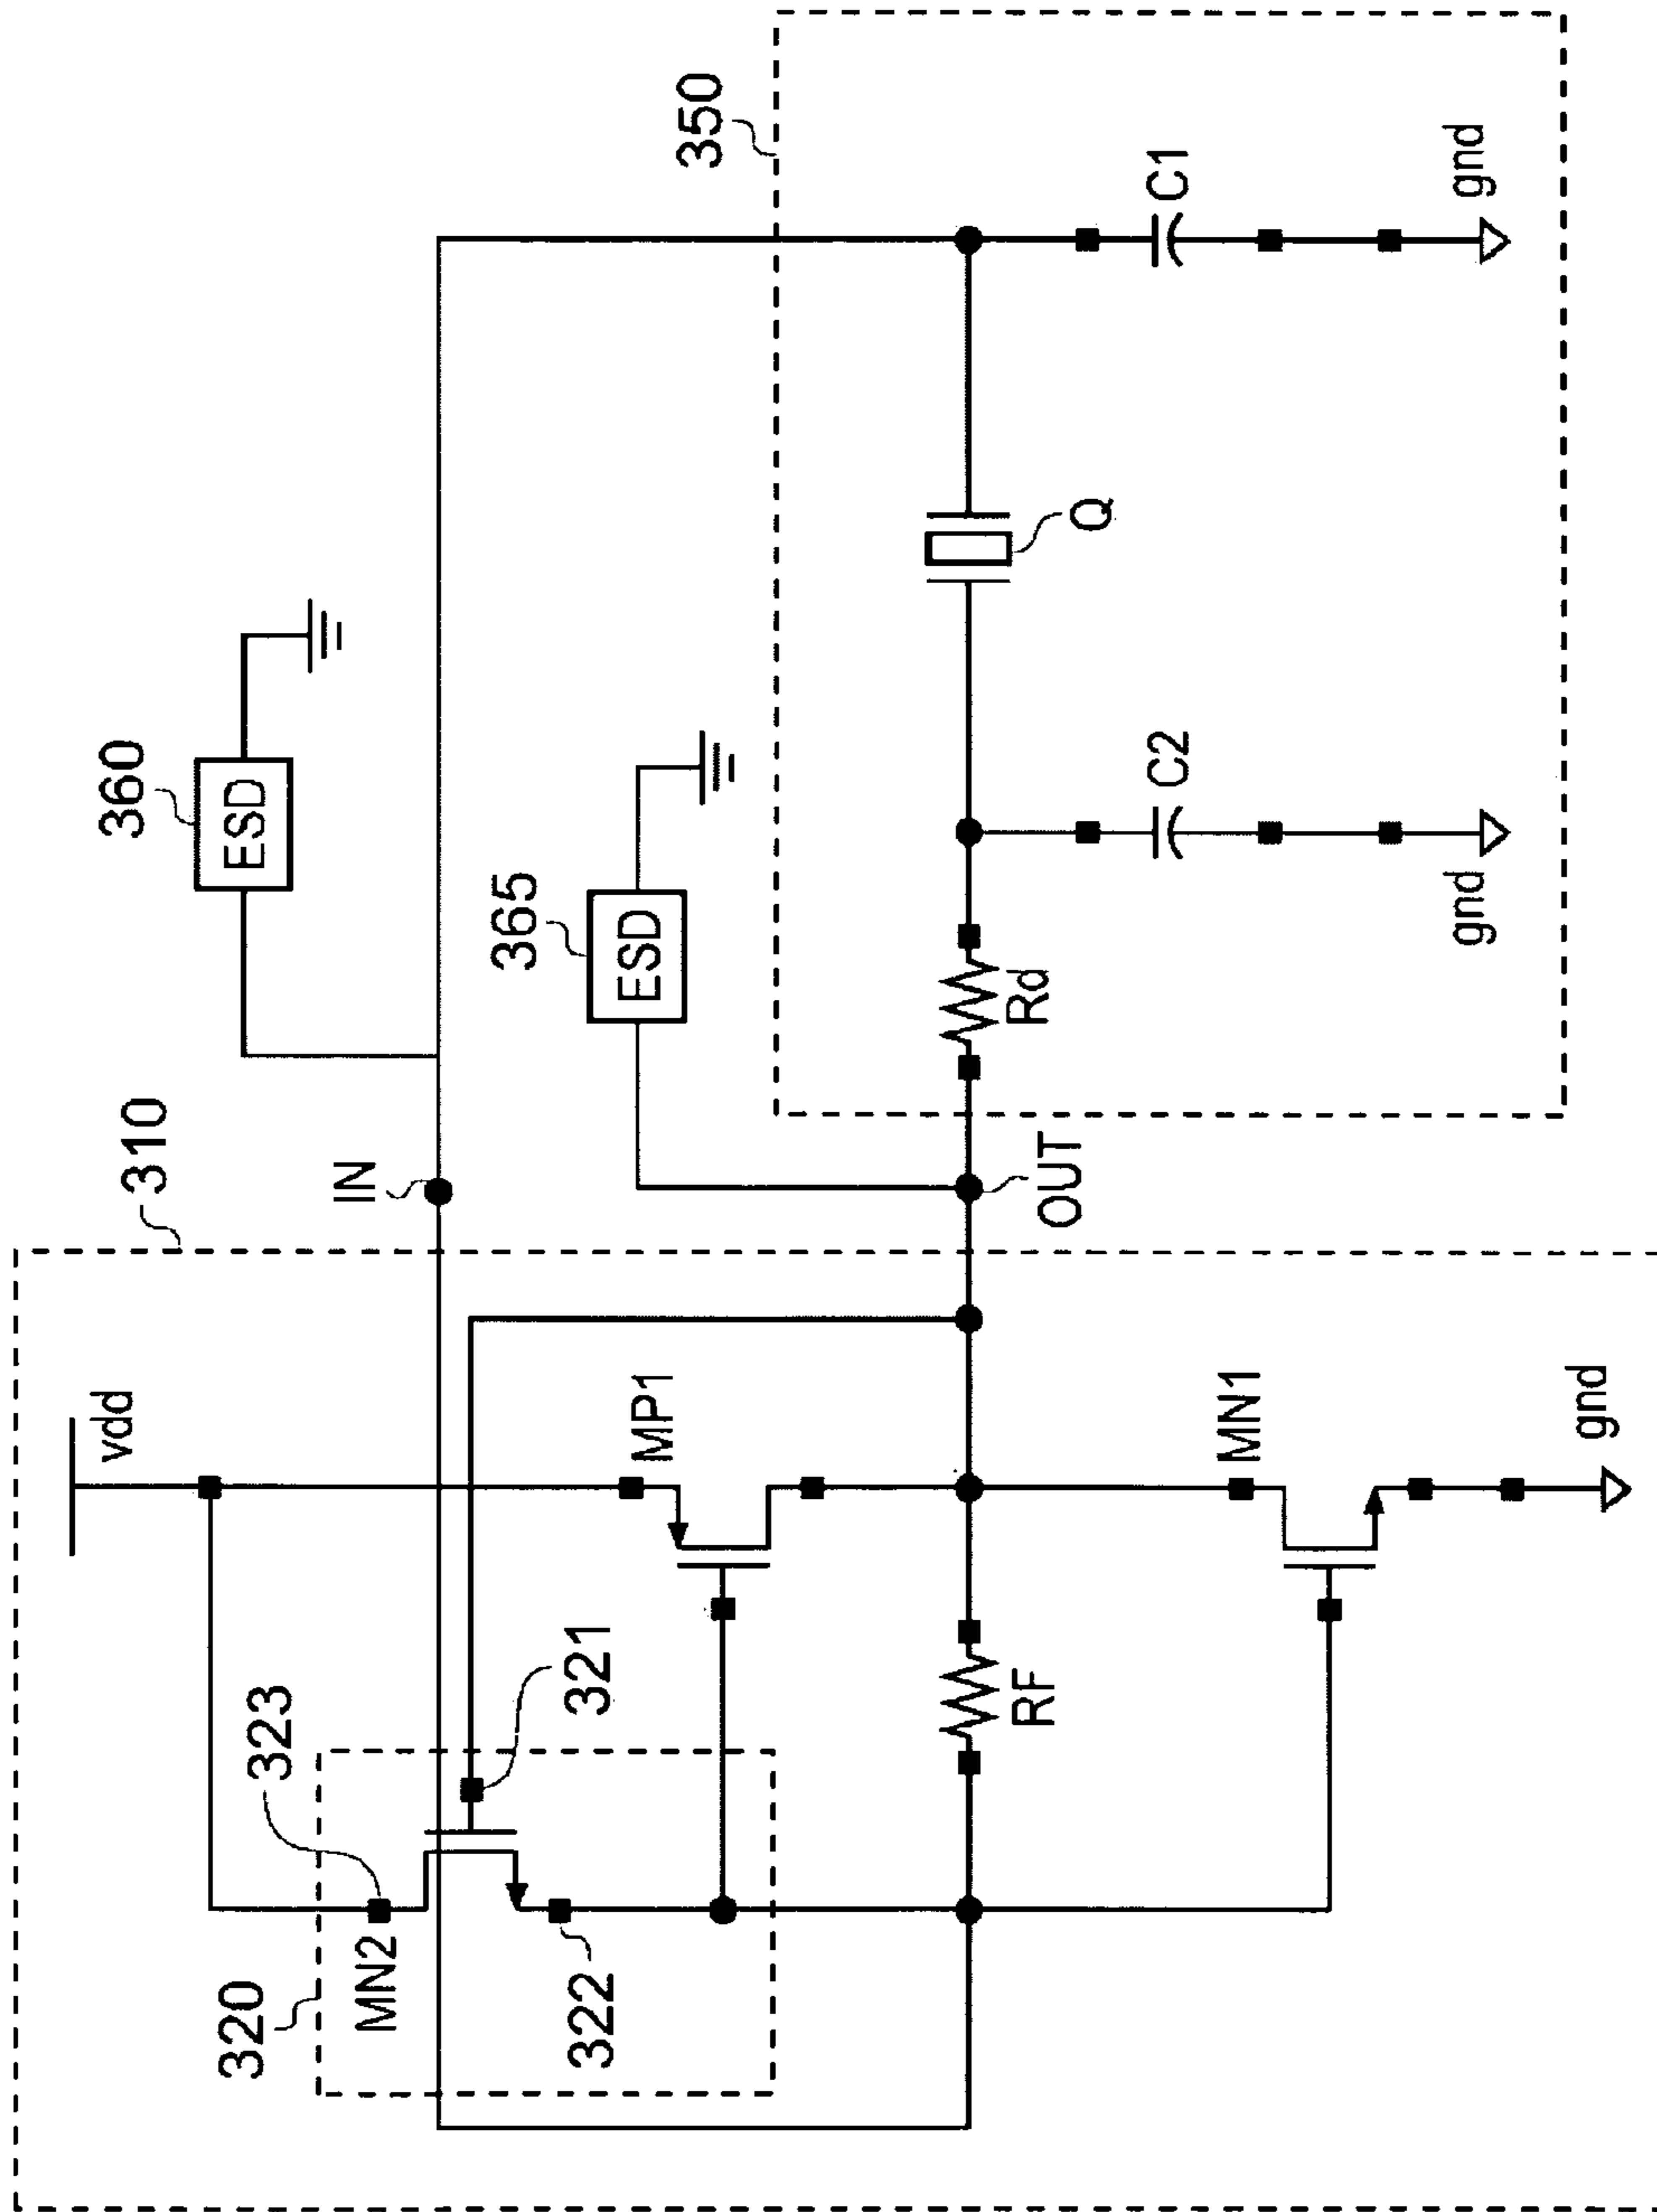 310
vdd
323
320
MN2
321
322
MP1
RF
MN1
gnd
IN
OUT
360
ESD
365
ESD
350
Rd
C2
gnd
Q
C1
gnd